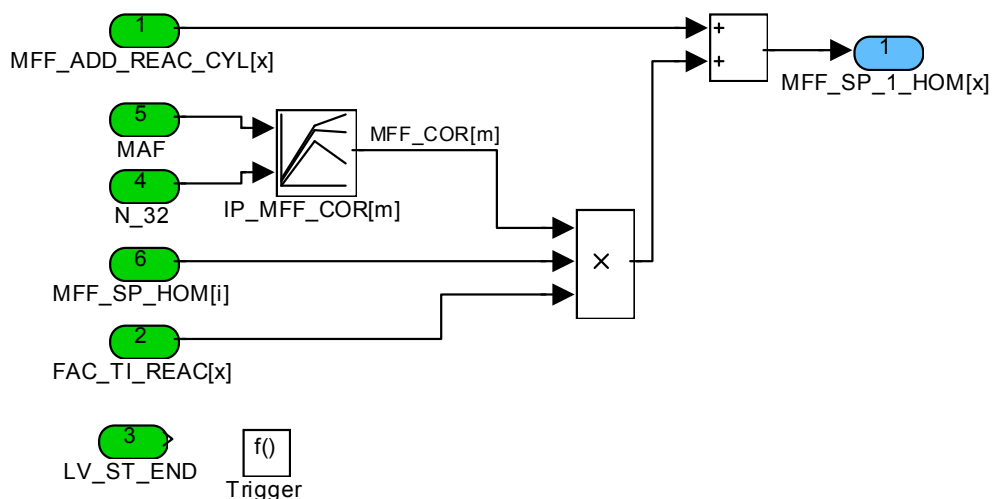 1
MFF_ADD_REAC_CYL[x]
+
+
1
MFF_SP_1_HOM[x]
5
MAF
MFF_COR[m]
4
N_32
IP_MFF_COR[m]
6
MFF_SP_HOM[i]
×
2
FAC_TI_REAC[x]
3
LV_ST_END
f()
Trigger